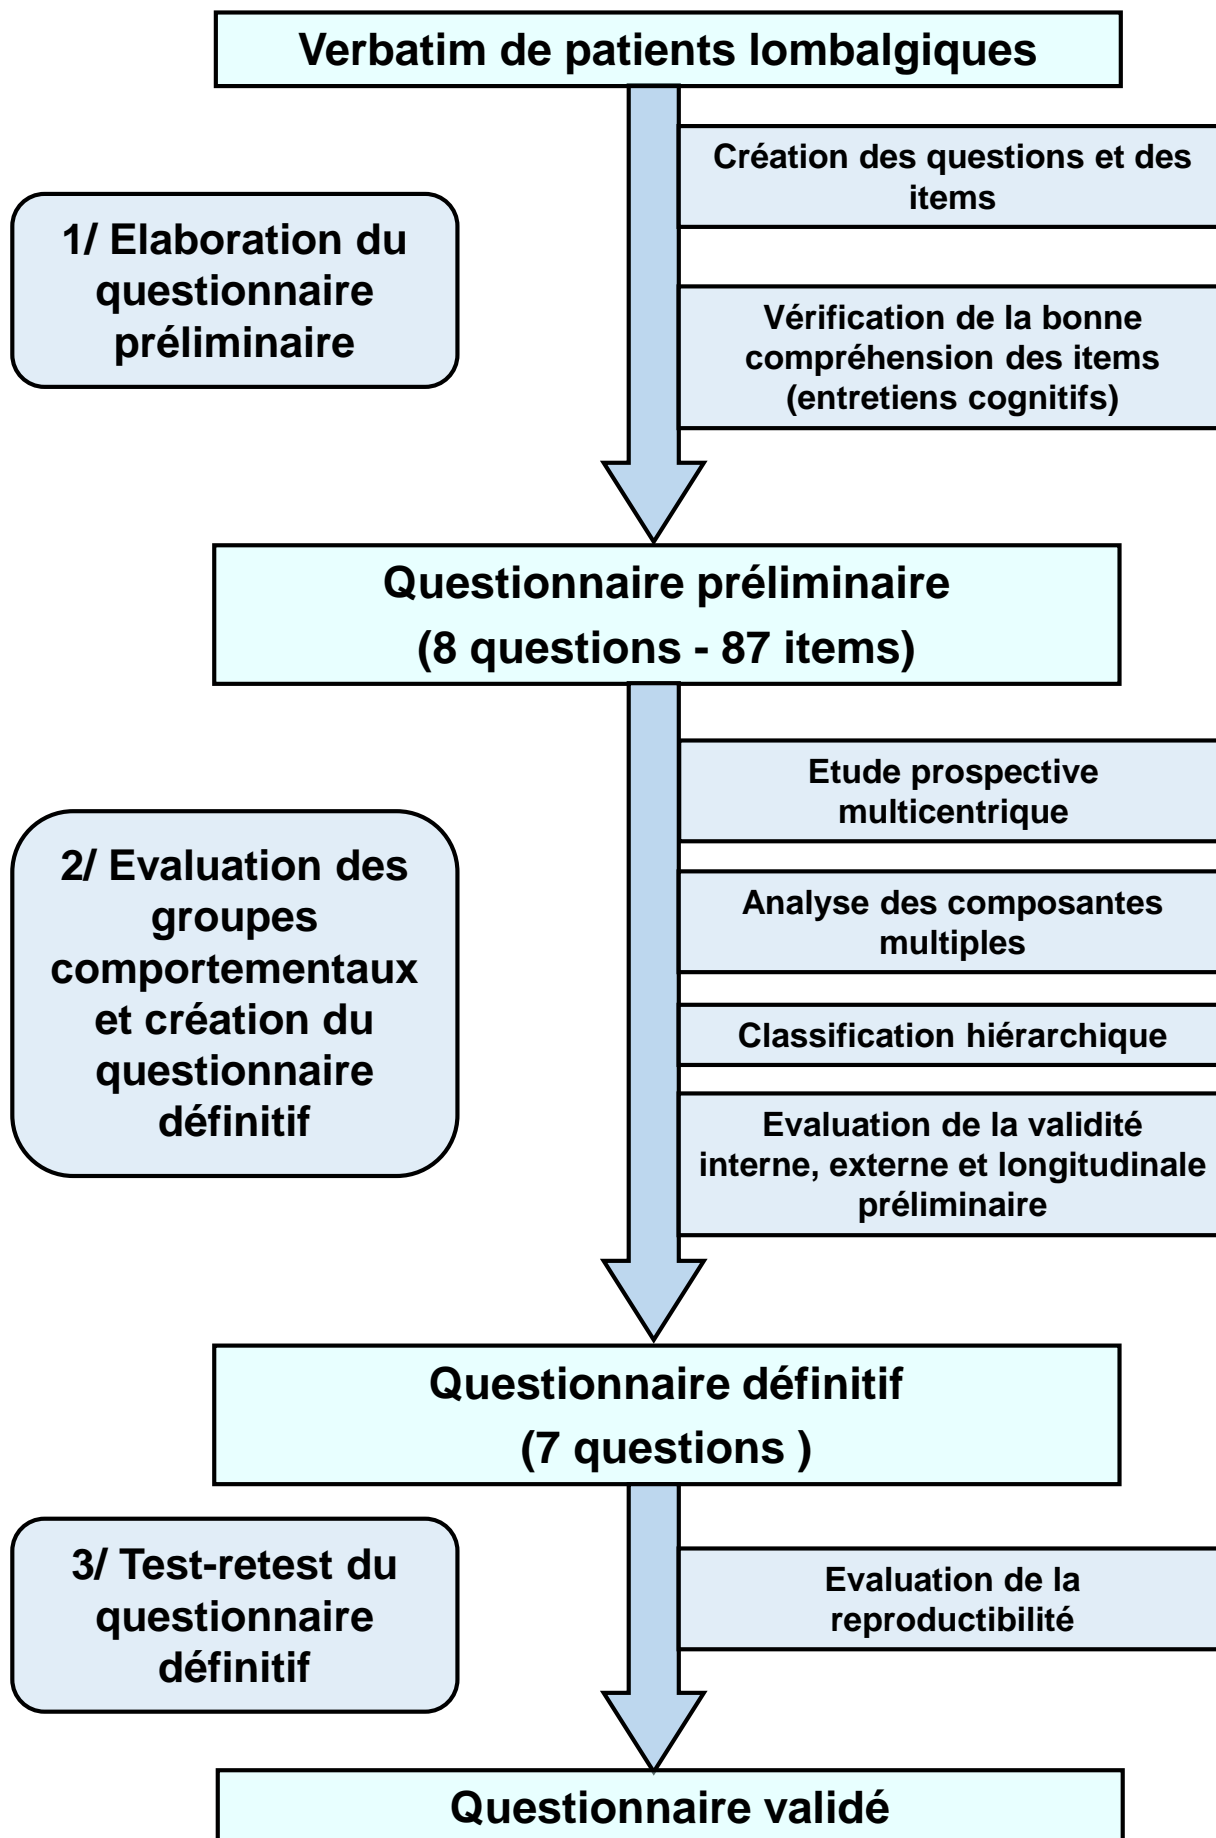 Verbatim de patients lombalgiques
Création des questions et des
items
1/ Elaboration du
questionnaire
préliminaire
Vérification de la bonne
compréhension des items
(entretiens cognitifs)
Questionnaire préliminaire
(8 questions - 87 items)
Etude prospective
multicentrique
2/ Evaluation des
groupes
comportementaux
et création du
questionnaire
définitif
Analyse des composantes
multiples
Classification hiérarchique
Evaluation de la validité
interne, externe et longitudinale
préliminaire
Questionnaire définitif
(7 questions )
3/ Test-retest du
questionnaire
définitif
Evaluation de la
reproductibilité
Questionnaire validé